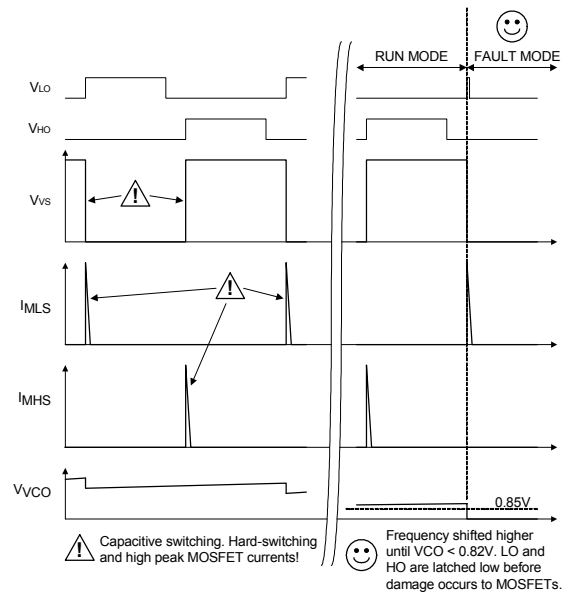 RUN MODE FAULT MODE
VLO
VHO
VVS
!
IMLS
!
IMHS
VVCO
0.85V
! Capacitive switching. Hard-switching
and high peak MOSFET currents!
Frequency shifted higher
until VCO < 0.82V. LO and
HO are latched low before
damage occurs to MOSFETs.